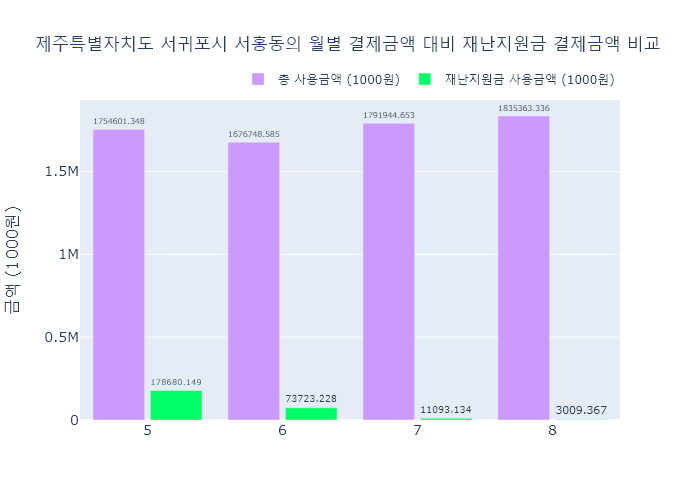 제주특별자치도 서귀포시 서홍동의 월별 결제금액 대비 재난지원금 결제금액 비교
총 사용금액 (1000원) 재난지원금 사용금액 (1000원)
금액 (1000원)
1754601.348
1676748.585
1791944.653
1835363.336
1.5M
1M
0.5M
0
178680.149
73723.228
11093.134
3009.367
5 6 7 8